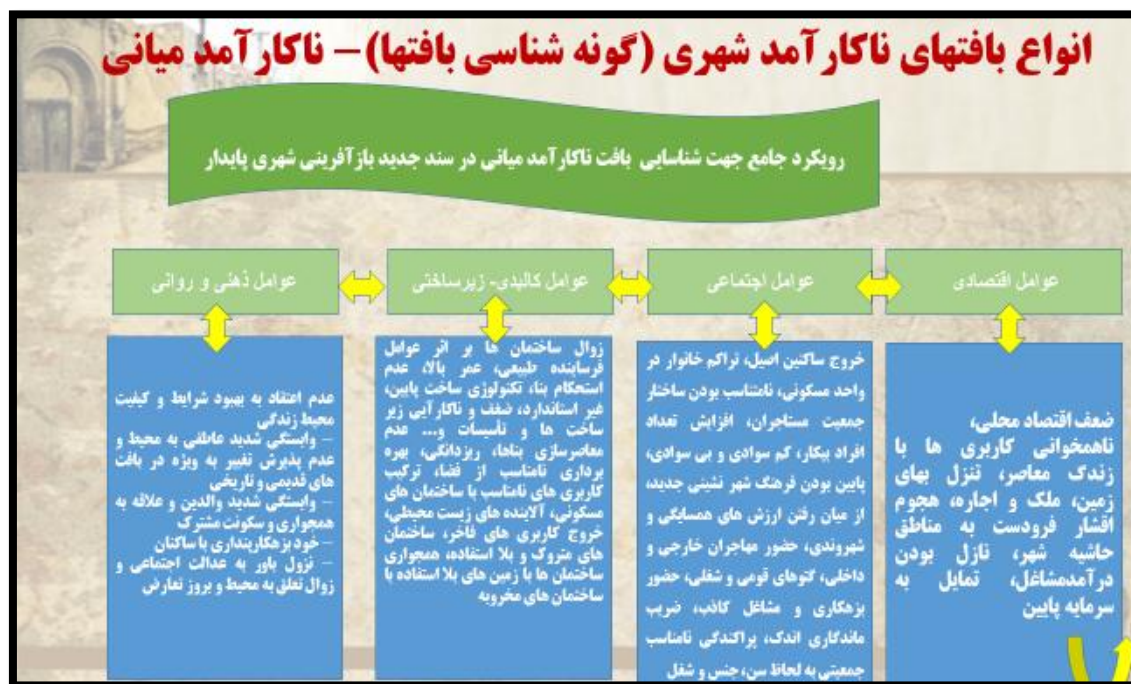 انواع بافتهای ناکارآمد شهری (گونه شناسی بافتها) – ناکارآمد میانی
رویکرد جامع جهت شناسایی بافت ناکارآمد میانی در سند جدید بازآفرینی شهری پایدار
عوامل اقتصادی
ضعف اقتصاد محلی،
ناهمخوانی کاربری ها با
زندگ معاصر، تنزل بهای
زمین، ملک و اجاره، هجوم
اقشار فرودست به مناطق
حاشیه شهر، نازل بودن
درآمدمشاغل، تمایل به
سرمایه پایین
عوامل اجتماعی
خروج ساکنین اصیل، تراکم خانوار در
واحد مسکونی، نامتناسب بودن ساختار
جمعیت مستاجران، افزایش تعداد
افراد بیکار، کم سوادی و بی سوادی،
پایین بودن فرهنگ شهر نشینی جدید،
از میان رفتن ارزش های همسایگی و
شهروندی، حضور مهاجران خارجی و
داخلی، گتوهای قومی و شغلی، حضور
بزهکاری و مشاغل کاذب، ضریب
ماندگاری اندک، پراکندگی نامناسب
جمعیتی به لحاظ سن، جنس و شغل
عوامل کالبدی- زیرساختی
زوال ساختمان ها بر اثر عوامل
فرساینده طبیعی، عمر بالا، عدم
استحکام بنا، تکنولوژی ساخت پایین،
غیر استاندارد، ضغف و ناکارآیی زیر
ساخت ها و تأسیسات و... عدم
معاصرسازی بناها، ریزدانگی، بهره
برداری نامناسب از فضا، ترکیب
کاربری های نامناسب با ساختمان های
مسکونی، آلاینده های زیست محیطی،
خروج کاربری های فاخر، ساختمان
های متروک و بلا استفاده، همجواری
ساختمان ها با زمین های بلا استفاده یا
ساختمان های مخروبه
عوامل ذهنی و روانی
عدم اعتقاد به بهبود شرایط و کیفیت
محیط زندگی
– وابستگی شدید عاطفی به محیط و
عدم پذیرش تغییر به ویژه در بافت
های قدیمی و تاریخی
– وابستگی شدید والدین و علاقه به
همجواری و سکونت مشترک
– خود بزهکارپنداری با ساکنان
– نزول باور به عدالت اجتماعی و
زوال تعلق به محیط و بروز تعارض